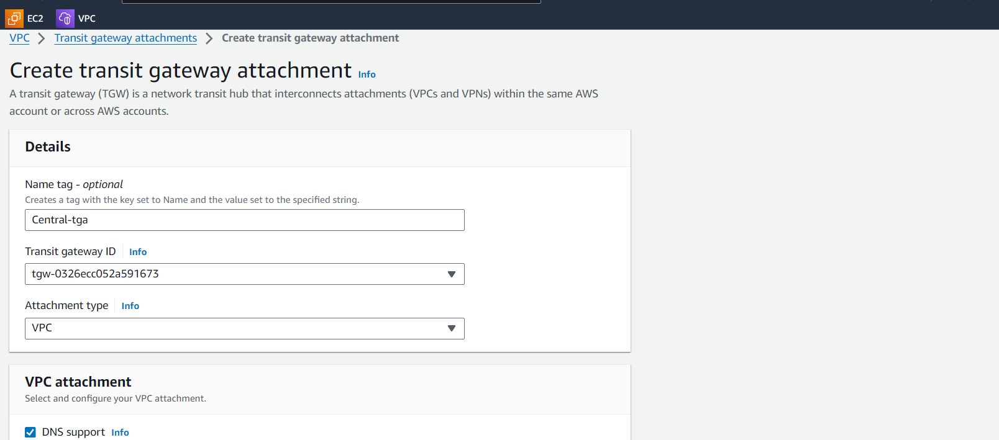 EC2 VPC
VPC Transit gateway attachments Create transit gateway attachment
Create transit gateway attachment Info
A transit gateway (TGW) is a network transit hub that interconnects attachments (VPCs and VPNs) within the same AWS
account or across AWS accounts.
Details
Name tag - optional
Creates a tag with the key set to Name and the value set to the specified string.
Central-tga
Transit gateway ID Info
tgw-0326ecc052a591673
Attachment type Info
VPC
VPC attachment
Select and configure your VPC attachment.
DNS support Info